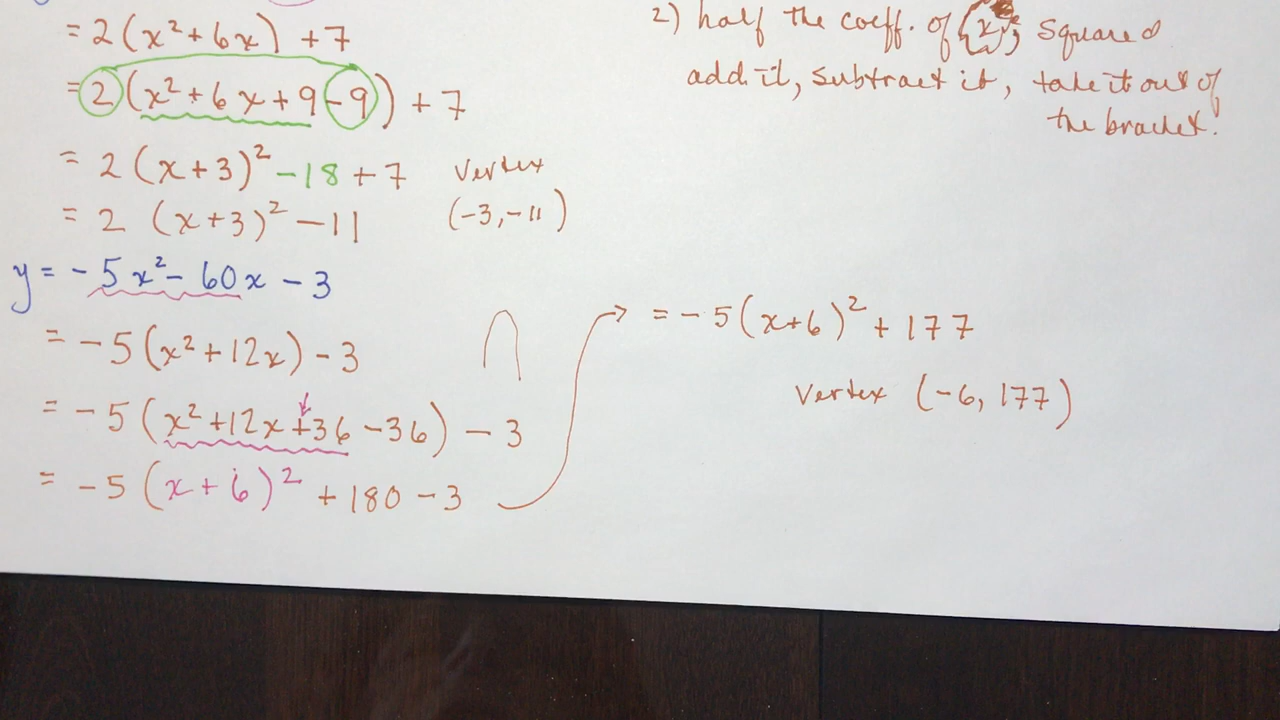 = 2(x²+6x) +7
= 2(x²+6x+9-9) + 7
= 2(x+3)² -18 +7 vertex
= 2 (x+3)² -11 (-3,-11)
y = -5x² - 60x - 3
= -5(x²+12x) - 3
= -5(x²+12x+36-36) - 3
= -5(x+6)² +180 -3
2) half the coeff. of {x}, squared
add it, subtract it, take it out of
the bracket.
= -5(x+6)² + 177
Vertex (-6, 177)